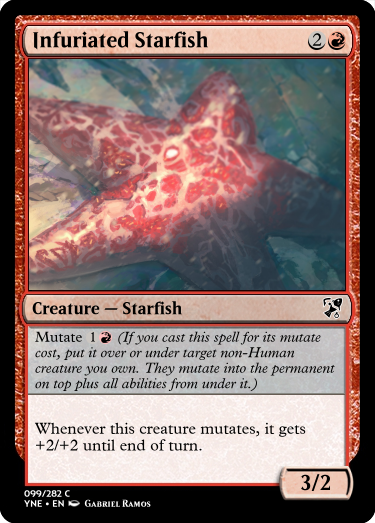 Infuriated Starfish 2
Creature — Starfish
Mutate 1 (If you cast this spell for its mutate
cost, put it over or under target non-Human
creature you own. They mutate into the permanent
on top plus all abilities from under it.)
Whenever this creature mutates, it gets
+2/+2 until end of turn.
3/2
099/282 C
YNE • EN Gabriel Ramos